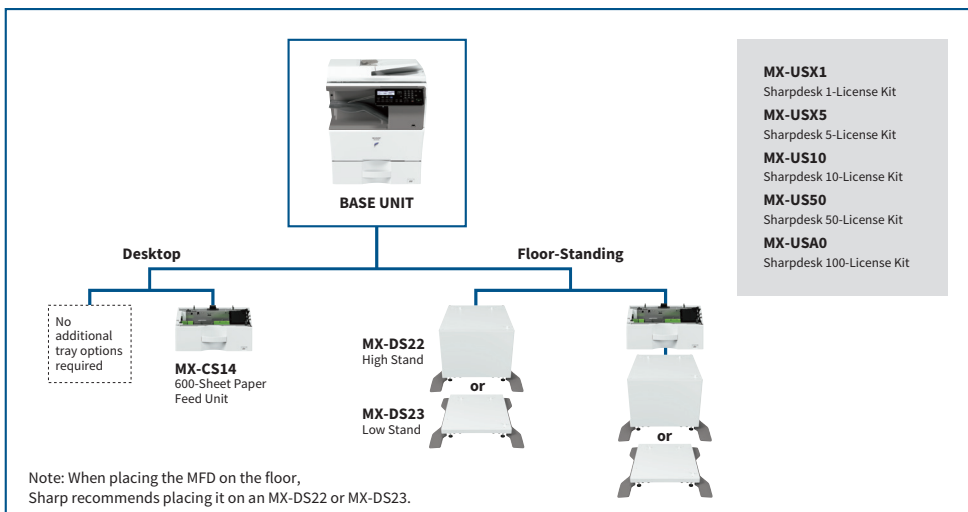 BASE UNIT
Desktop
Floor-Standing
No
additional
tray options
required
MX-CS14
600-Sheet Paper
Feed Unit
MX-DS22
High Stand
or
MX-DS23
Low Stand
or
Note: When placing the MFD on the floor,
Sharp recommends placing it on an MX-DS22 or MX-DS23.
MX-USX1
Sharpdesk 1-License Kit
MX-USX5
Sharpdesk 5-License Kit
MX-US10
Sharpdesk 10-License Kit
MX-US50
Sharpdesk 50-License Kit
MX-USA0
Sharpdesk 100-License Kit